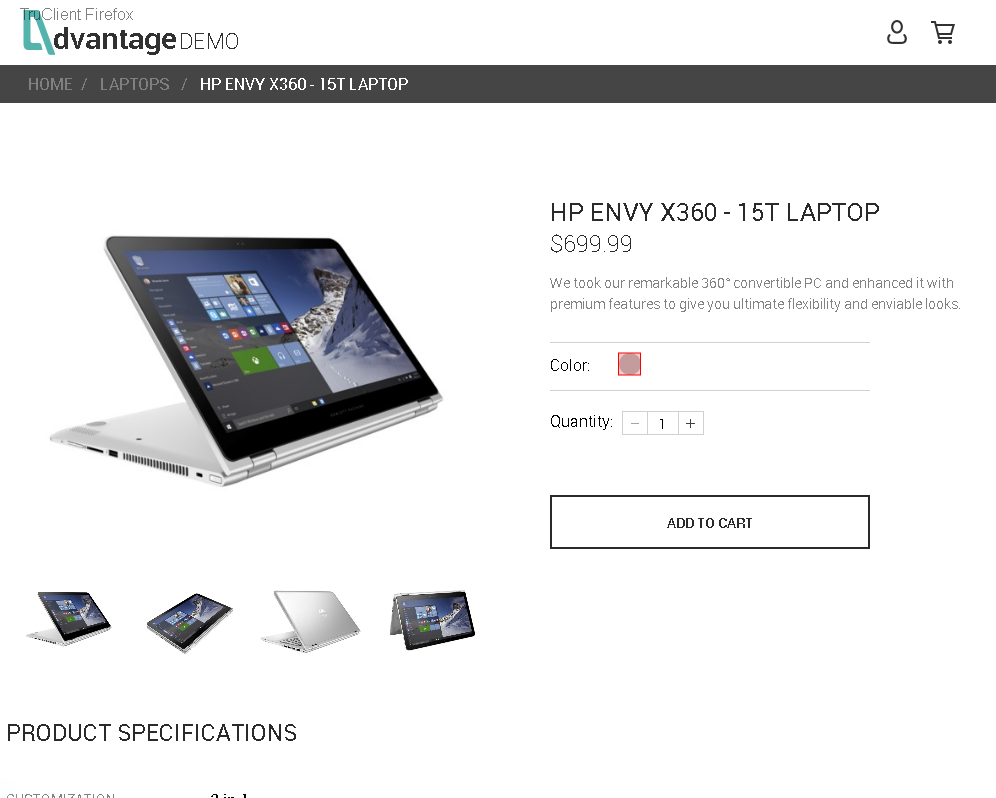 TruClient Firefox
dvantage DEMO
HOME / LAPTOPS / HP ENVY X360 - 15T LAPTOP
HP ENVY X360 - 15T LAPTOP
$699.99
We took our remarkable 360° convertible PC and enhanced it with
premium features to give you ultimate flexibility and enviable looks.
Color:
Quantity: − 1 +
ADD TO CART
PRODUCT SPECIFICATIONS
CUSTOMIZATION